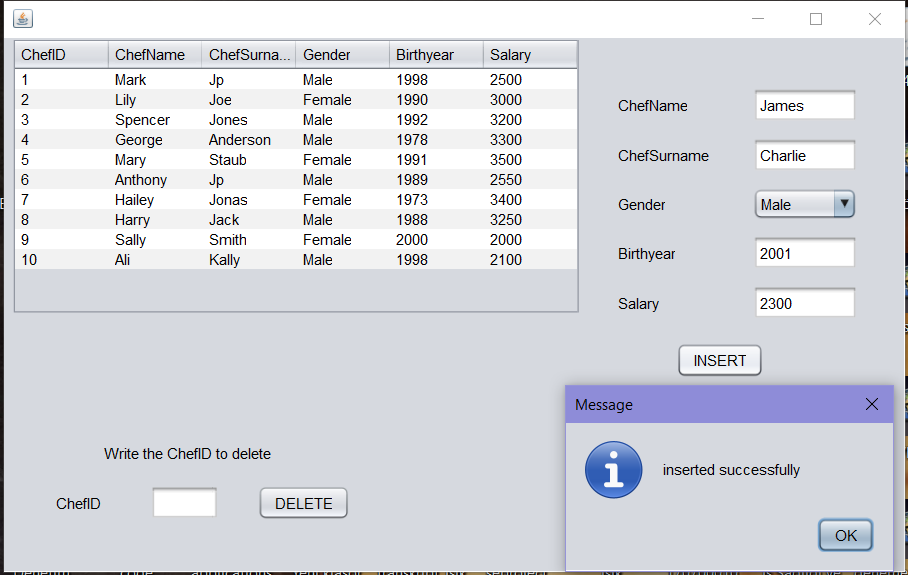 ChefID ChefName ChefSurna... Gender Birthyear Salary
1 Mark Jp Male 1998 2500
2 Lily Joe Female 1990 3000
3 Spencer Jones Male 1992 3200
4 George Anderson Male 1978 3300
5 Mary Staub Female 1991 3500
6 Anthony Jp Male 1989 2550
7 Hailey Jonas Female 1973 3400
8 Harry Jack Male 1988 3250
9 Sally Smith Female 2000 2000
10 Ali Kally Male 1998 2100
ChefName James
ChefSurname Charlie
Gender Male
Birthyear 2001
Salary 2300
INSERT
Message
inserted successfully
OK
Write the ChefID to delete
ChefID DELETE